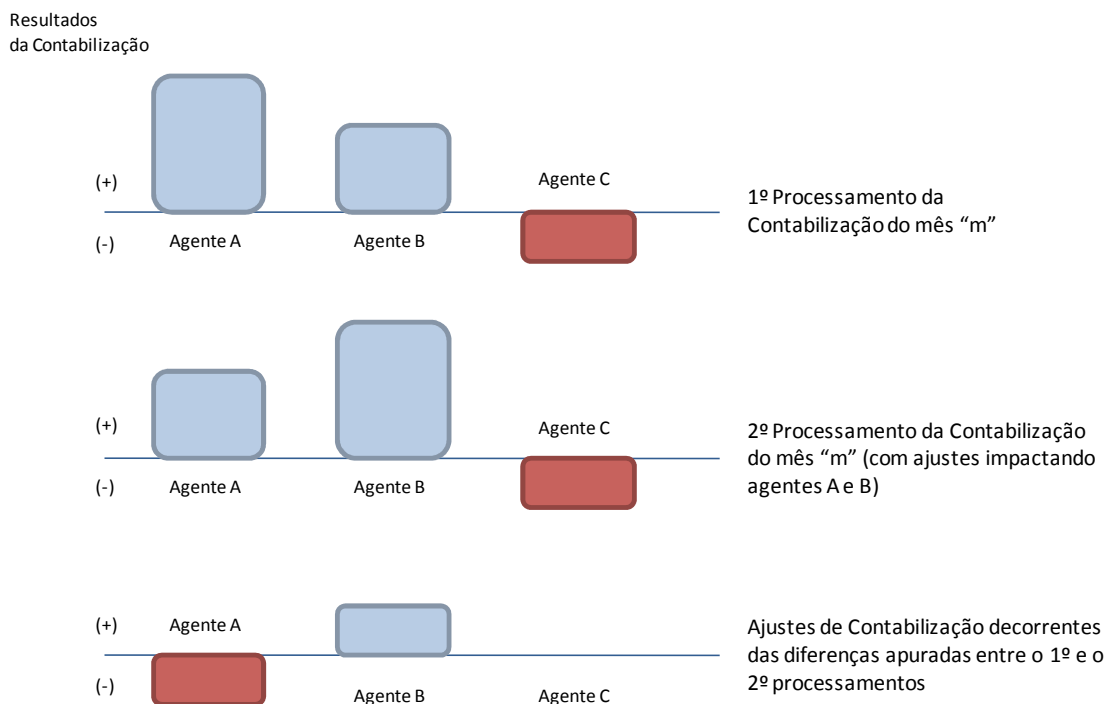 Resultados
da Contabilização
(+)
Agente C
1º Processamento da
Contabilização do mês “m”
(-)
Agente A
Agente B
(+)
Agente C
2º Processamento da Contabilização
do mês “m” (com ajustes impactando
agentes A e B)
(-)
Agente A
Agente B
(+)
Agente A
Ajustes de Contabilização decorrentes
das diferenças apuradas entre o 1º e o
2º processamentos
(-)
Agente B
Agente C